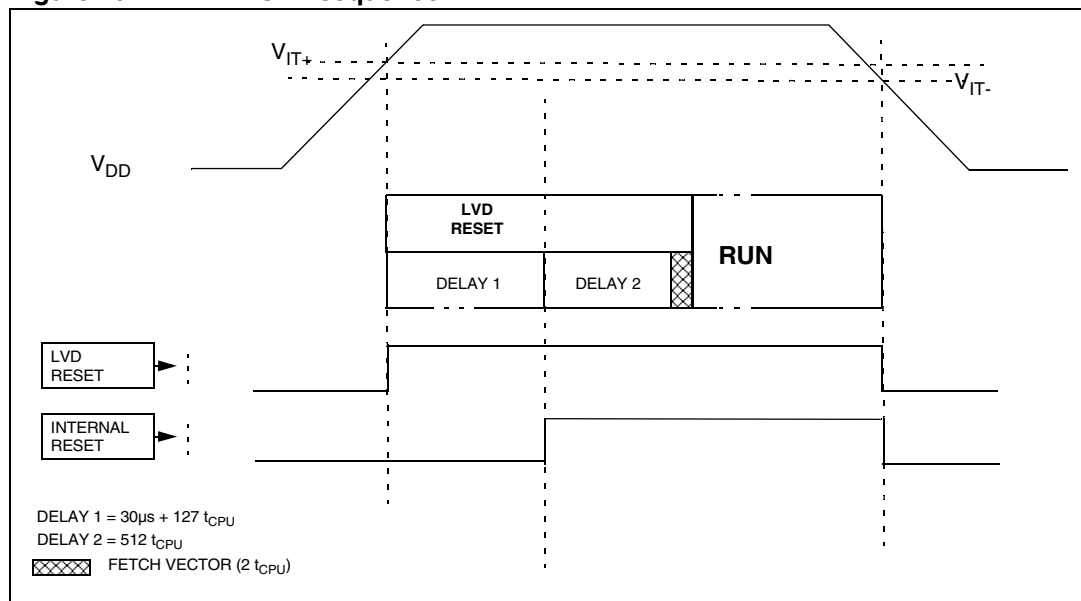 V_IT+
V_IT-
V_DD
LVD
RESET
RUN
DELAY 1
DELAY 2
LVD
RESET
INTERNAL
RESET
DELAY 1 = 30µs + 127 t_CPU
DELAY 2 = 512 t_CPU
FETCH VECTOR (2 t_CPU)